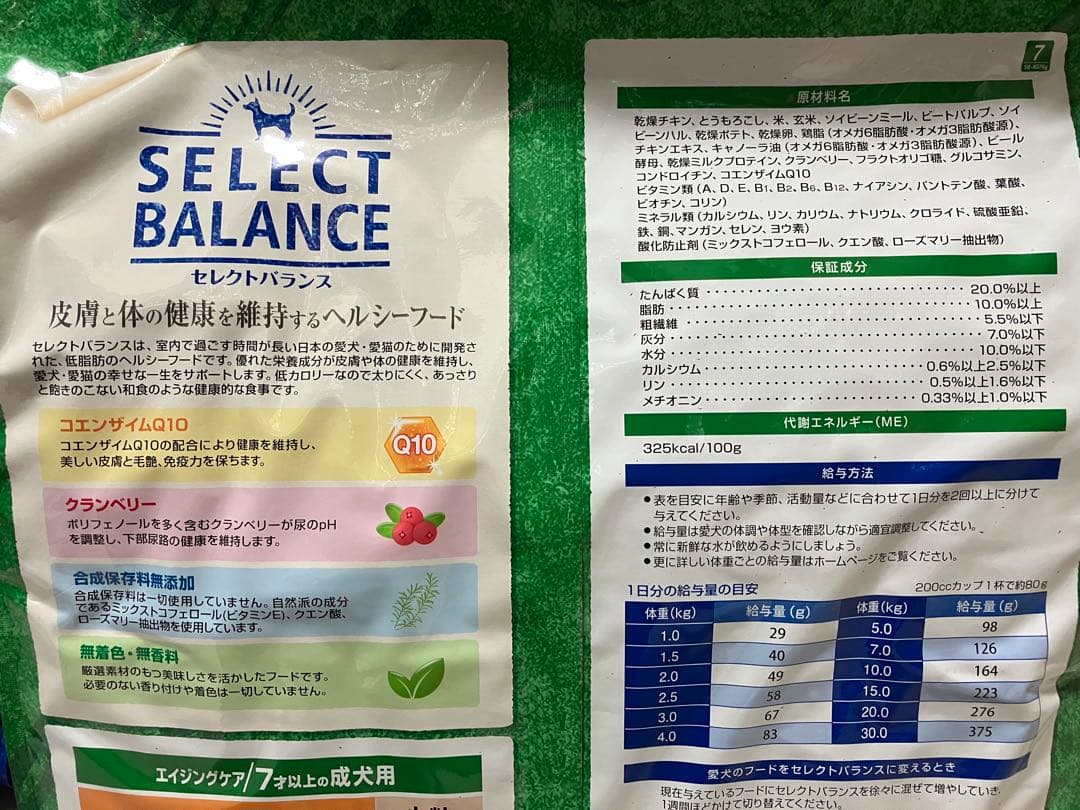 SELECT
BALANCE
セレクトバランス
皮膚と体の健康を維持するヘルシーフード
セレクトバランスは、室内で過ごす時間が長い日本の愛犬・愛猫のために開発さ
れた、低脂肪のヘルシーフードです。優れた栄養成分が皮膚や体の健康を維持し、
愛犬・愛猫の幸せな一生をサポートします。低カロリーなので太りにくく、あっさり
と飽きのこない和食のような健康的な食事です。
コエンザイムQ10
コエンザイムQ10の配合により健康を維持し、
美しい皮膚と毛艶、免疫力を保ちます。
Q10
クランベリー
ポリフェノールを多く含むクランベリーが尿のpH
を調整し、下部尿路の健康を維持します。
合成保存料無添加
合成保存料は一切使用していません。自然派の成分
であるミックストコフェロール(ビタミンE)、クエン酸、
ローズマリー抽出物を使用しています。
無着色・無香料
厳選素材のもつ美味しさを活かしたフードです。
必要のない香り付けや着色は一切していません。
エイジングケア/7才以上の成犬用
7
原材料名
乾燥チキン、とうもろこし、米、玄米、ソイビーンミール、ビートパルプ、ソイ
ビーンハル、乾燥ポテト、乾燥卵、鶏脂(オメガ6脂肪酸・オメガ3脂肪酸源)、
チキンエキス、キャノーラ油(オメガ6脂肪酸・オメガ3脂肪酸源)、ビール
酵母、乾燥ミルクプロテイン、クランベリー、フラクトオリゴ糖、グルコサミン、
コンドロイチン、コエンザイムQ10
ビタミン類(A、D、E、B1、B2、B6、B12、ナイアシン、パントテン酸、葉酸、
ビオチン、コリン)
ミネラル類(カルシウム、リン、カリウム、ナトリウム、クロライド、硫酸亜鉛、
鉄、銅、マンガン、セレン、ヨウ素)
酸化防止剤(ミックストコフェロール、クエン酸、ローズマリー抽出物)
保証成分
たんぱく質 20.0%以上
脂肪 10.0%以上
粗繊維 5.5%以下
灰分 7.0%以下
水分 10.0%以下
カルシウム 0.6%以上2.5%以下
リン 0.5%以上1.6%以下
メチオニン 0.33%以上1.0%以下
代謝エネルギー(ME)
325kcal/100g
給与方法
●表を目安に年齢や季節、活動量などに合わせて1日分を2回以上に分けて
与えてください。
●給与量は愛犬の体調や体型を確認しながら適宜調整してください。
●常に新鮮な水が飲めるようにしましょう。
●更に詳しい体重ごとの給与量はホームページをご覧ください。
1日分の給与量の目安 200ccカップ1杯で約80g
体重(kg) 給与量(g) 体重(kg) 給与量(g)
1.0 29 5.0 98
1.5 40 7.0 126
2.0 49 10.0 164
2.5 58 15.0 223
3.0 67 20.0 276
4.0 83 30.0 375
愛犬のフードをセレクトバランスに変えるとき
現在与えているフードにセレクトバランスを徐々に混ぜて増やしていき、
1週間ほどかけて切り替えてください。